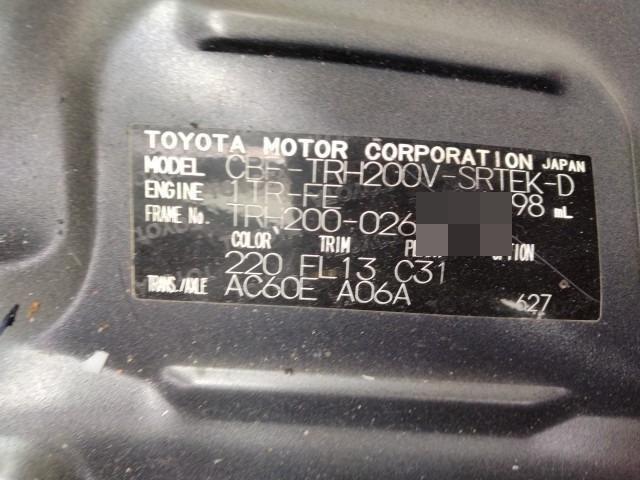 TOYOTA MOTOR CORPORATION JAPAN
MODEL CBF-TRH200V-SRTEK-D
ENGINE 1TR-FE 98 mL
FRAME No. TRH200-026
COLOR TRIM
220 FL13 C31
TRANS./AXLE AC60E A06A 627